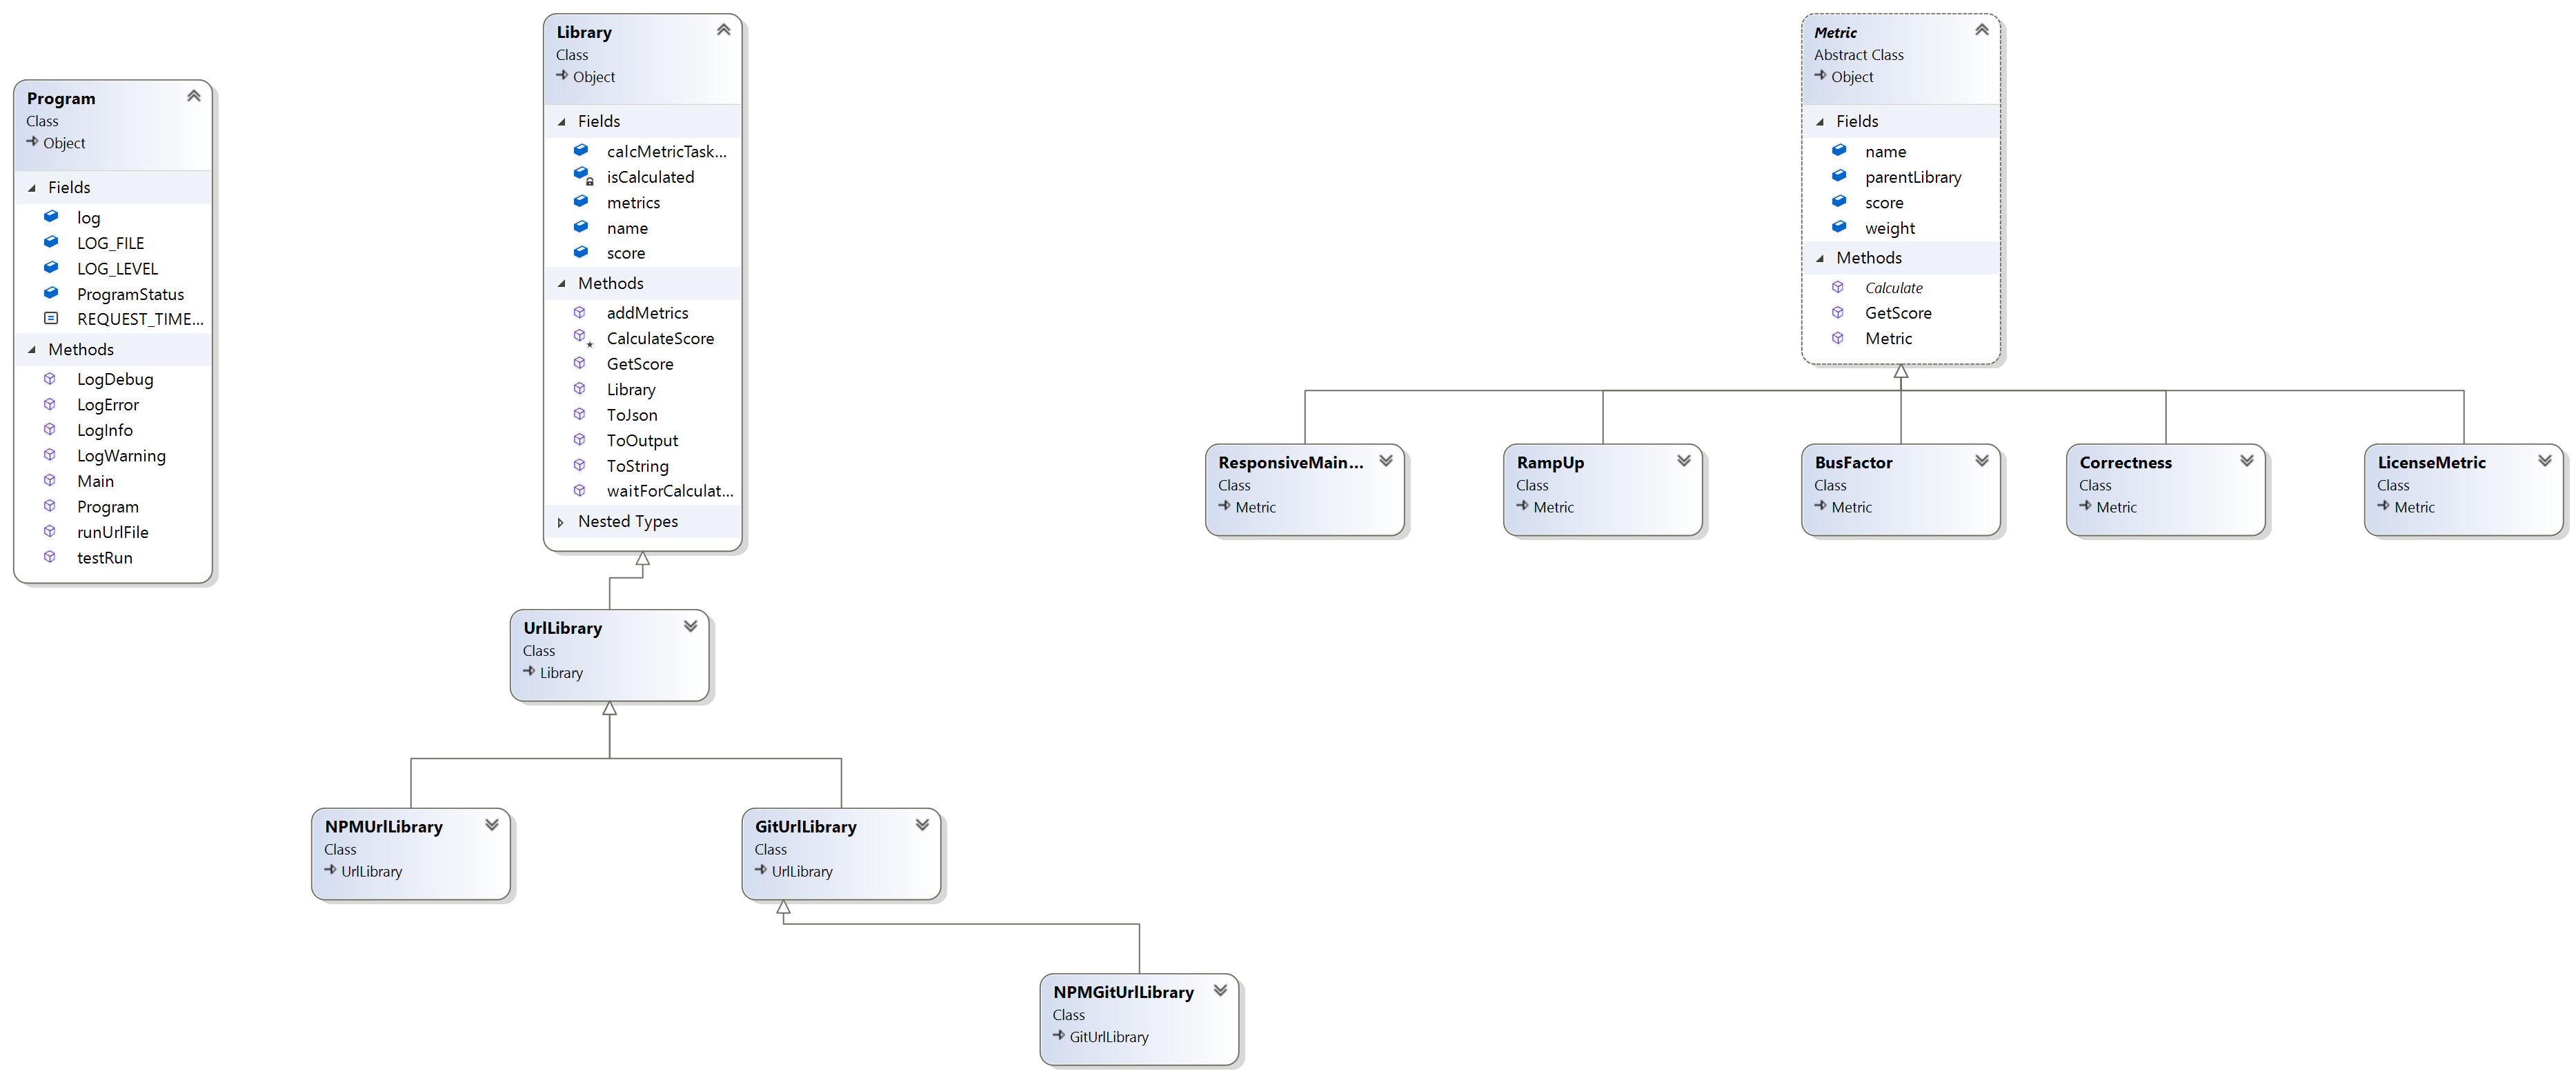 Program
Class
Object
Fields
log
LOG_FILE
LOG_LEVEL
ProgramStatus
REQUEST_TIME...
Methods
LogDebug
LogError
LogInfo
LogWarning
Main
Program
runUrlFile
testRun
Library
Class
Object
Fields
calcMetricTask...
isCalculated
metrics
name
score
Methods
addMetrics
CalculateScore
GetScore
Library
ToJson
ToOutput
ToString
waitForCalculat...
Nested Types
UrlLibrary
Class
Library
NPMUrlLibrary
Class
UrlLibrary
GitUrlLibrary
Class
UrlLibrary
NPMGitUrlLibrary
Class
GitUrlLibrary
Metric
Abstract Class
Object
Fields
name
parentLibrary
score
weight
Methods
Calculate
GetScore
Metric
ResponsiveMain...
Class
Metric
RampUp
Class
Metric
BusFactor
Class
Metric
Correctness
Class
Metric
LicenseMetric
Class
Metric